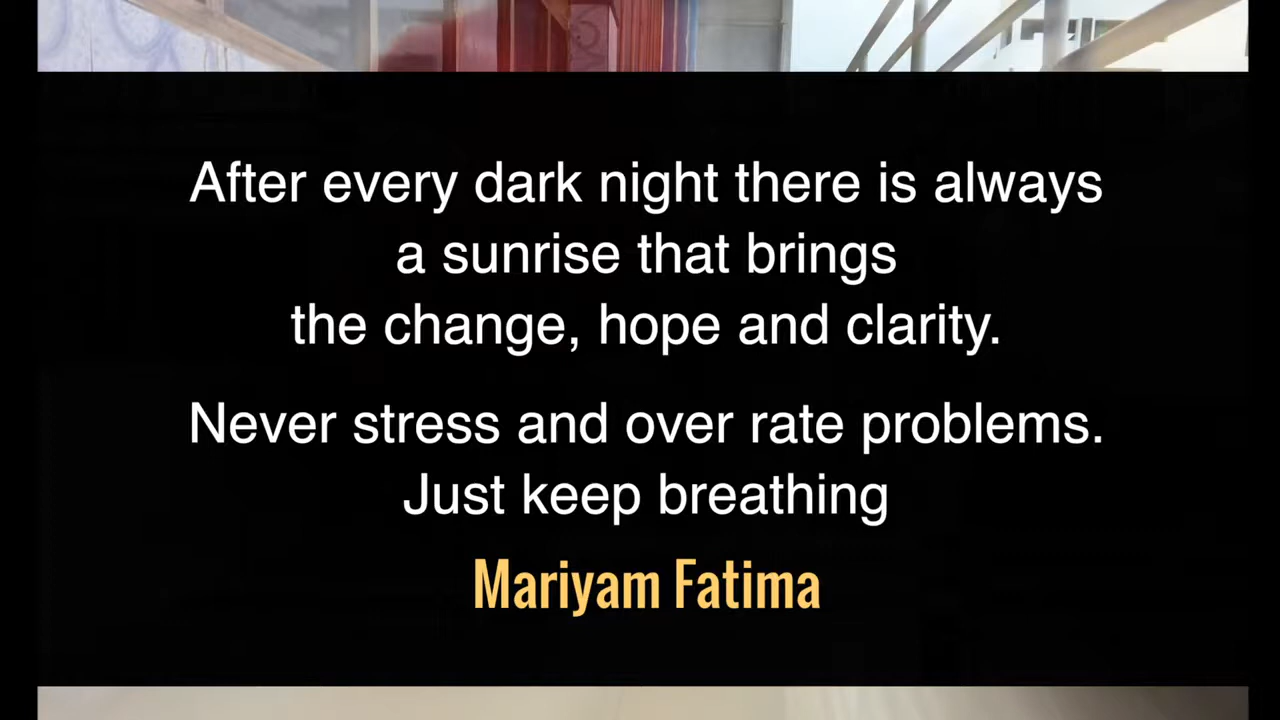 After every dark night there is always
a sunrise that brings
the change, hope and clarity.
Never stress and over rate problems.
Just keep breathing
Mariyam Fatima